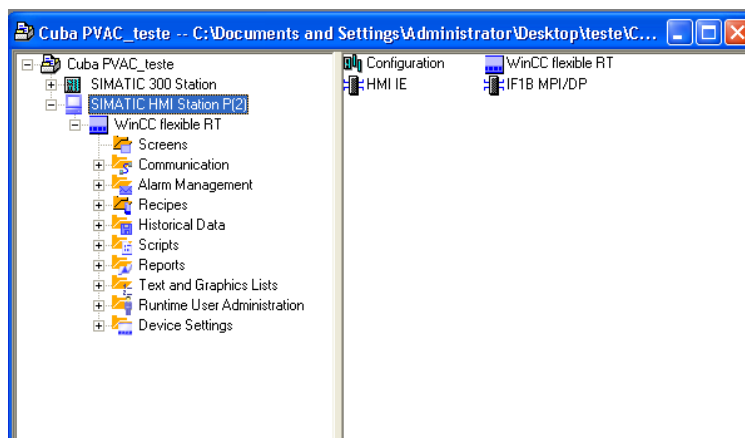 Cuba PVAC_teste -- C:\Documents and Settings\Administrator\Desktop\teste\C...
Cuba PVAC_teste
SIMATIC 300 Station
SIMATIC HMI Station P(2)
WinCC flexible RT
Screens
Communication
Alarm Management
Recipes
Historical Data
Scripts
Reports
Text and Graphics Lists
Runtime User Administration
Device Settings
Configuration
WinCC flexible RT
HMI IE
IF1B MPI/DP